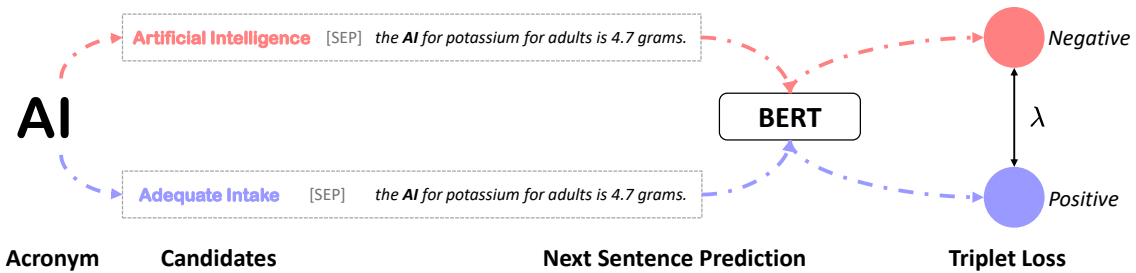 Artificial Intelligence [SEP] the AI for potassium for adults is 4.7 grams.
Negative
AI
BERT
λ
Adequate Intake [SEP] the AI for potassium for adults is 4.7 grams.
Positive
Acronym Candidates Next Sentence Prediction Triplet Loss